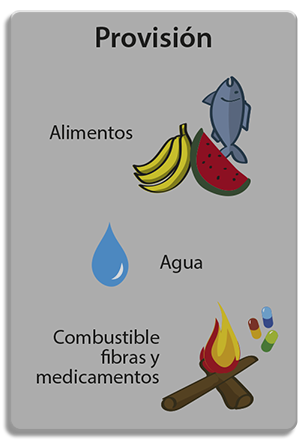 Provisión
Alimentos
Agua
Combustible
fibras y
medicamentos